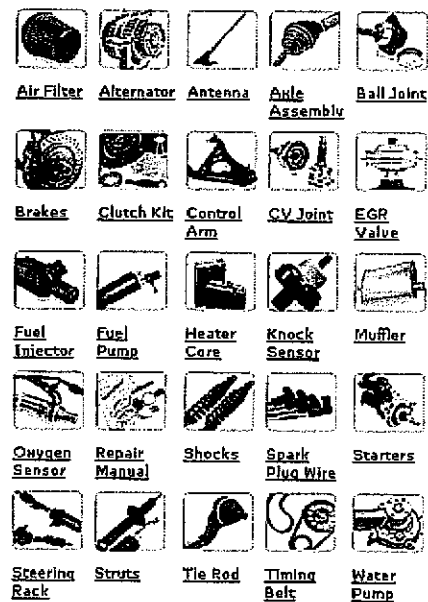 Air Filter
Alternator
Antenna
Axle
Assembly
Ball Joint
Brakes
Clutch Kit
Control
Arm
CV Joint
EGR
Valve
Fuel
Injector
Fuel
Pump
Heater
Core
Knock
Sensor
Muffler
Oxygen
Sensor
Repair
Manual
Shocks
Spark
Plug Wire
Starters
Steering
Rack
Struts
Tie Rod
Timing
Belt
Water
Pump